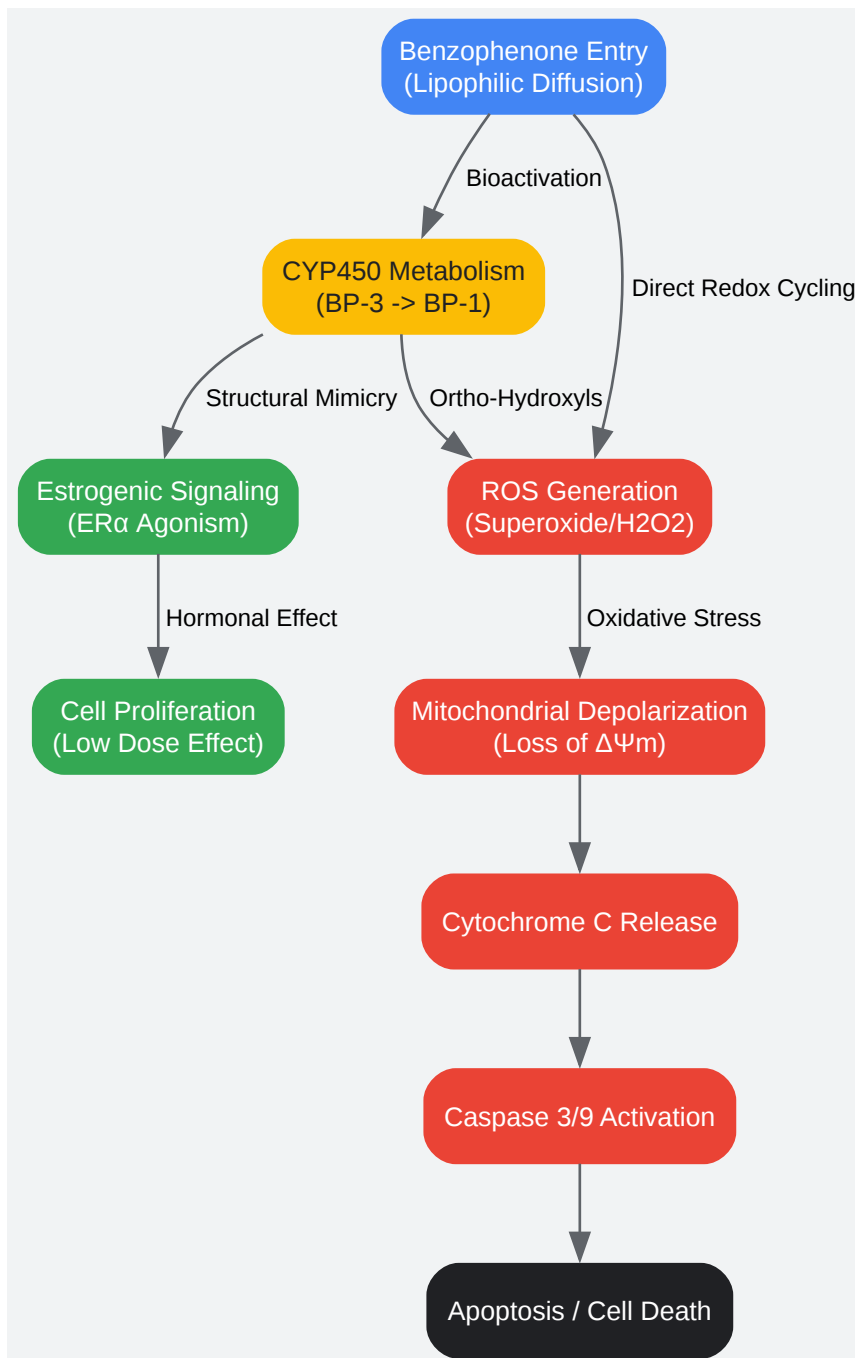 Benzophenone Entry
(Lipophilic Diffusion)
Bioactivation
CYP450 Metabolism
(BP-3 -> BP-1)
Direct Redox Cycling
Structural Mimicry
Ortho-Hydroxyls
Estrogenic Signaling
(ERα Agonism)
ROS Generation
(Superoxide/H2O2)
Hormonal Effect
Oxidative Stress
Cell Proliferation
(Low Dose Effect)
Mitochondrial Depolarization
(Loss of ΔΨm)
Cytochrome C Release
Caspase 3/9 Activation
Apoptosis / Cell Death